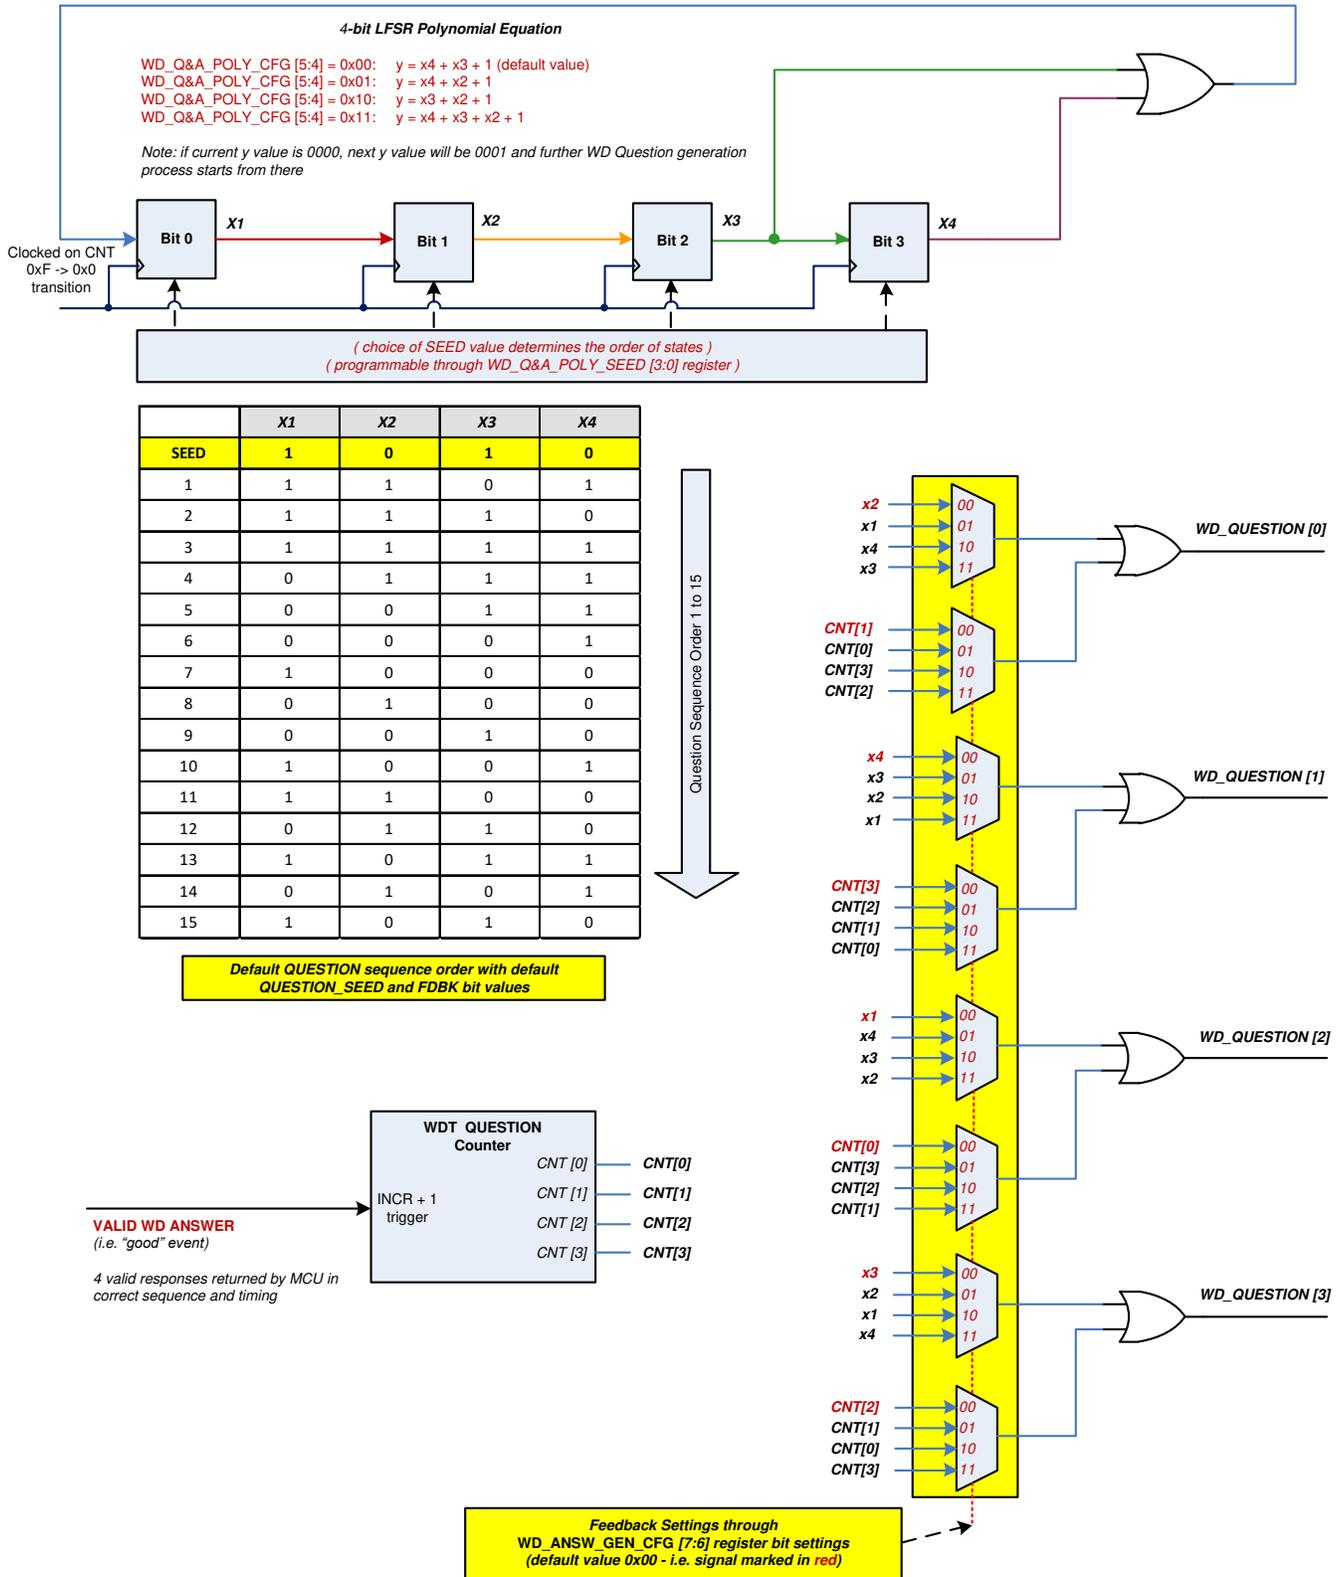 4-bit LFSR Polynomial Equation
WD_Q&A_POLY_CFG [5:4] = 0x00: y = x4 + x3 + 1 (default value)
WD_Q&A_POLY_CFG [5:4] = 0x01: y = x4 + x2 + 1
WD_Q&A_POLY_CFG [5:4] = 0x10: y = x3 + x2 + 1
WD_Q&A_POLY_CFG [5:4] = 0x11: y = x4 + x3 + x2 + 1
Note: if current y value is 0000, next y value will be 0001 and further WD Question generation
process starts from there
Bit 0
X1
Bit 1
X2
Bit 2
X3
Bit 3
X4
Clocked on CNT
0xF -> 0x0
transition
( choice of SEED value determines the order of states )
( programmable through WD_Q&A_POLY_SEED [3:0] register )
X1 X2 X3 X4
SEED 1 0 1 0
1 1 1 0 1
2 1 1 1 0
3 1 1 1 1
4 0 1 1 1
5 0 0 1 1
6 0 0 0 1
7 1 0 0 0
8 0 1 0 0
9 0 0 1 0
10 1 0 0 1
11 1 1 0 0
12 0 1 1 0
13 1 0 1 1
14 0 1 0 1
15 1 0 1 0
Question Sequence Order 1 to 15
Default QUESTION sequence order with default
QUESTION_SEED and FDBK bit values
WDT QUESTION
Counter
CNT [0] CNT[0]
CNT [1] CNT[1]
CNT [2] CNT[2]
CNT [3] CNT[3]
INCR + 1
trigger
VALID WD ANSWER
(i.e. “good” event)
4 valid responses returned by MCU in
correct sequence and timing
x2 00
x1 01
x4 10
x3 11
WD_QUESTION [0]
CNT[1] 00
CNT[0] 01
CNT[3] 10
CNT[2] 11
x4 00
x3 01
x2 10
x1 11
WD_QUESTION [1]
CNT[3] 00
CNT[2] 01
CNT[1] 10
CNT[0] 11
x1 00
x4 01
x3 10
x2 11
WD_QUESTION [2]
CNT[0] 00
CNT[3] 01
CNT[2] 10
CNT[1] 11
x3 00
x2 01
x1 10
x4 11
WD_QUESTION [3]
CNT[2] 00
CNT[1] 01
CNT[0] 10
CNT[3] 11
Feedback Settings through
WD_ANSW_GEN_CFG [7:6] register bit settings
(default value 0x00 - i.e. signal marked in red)